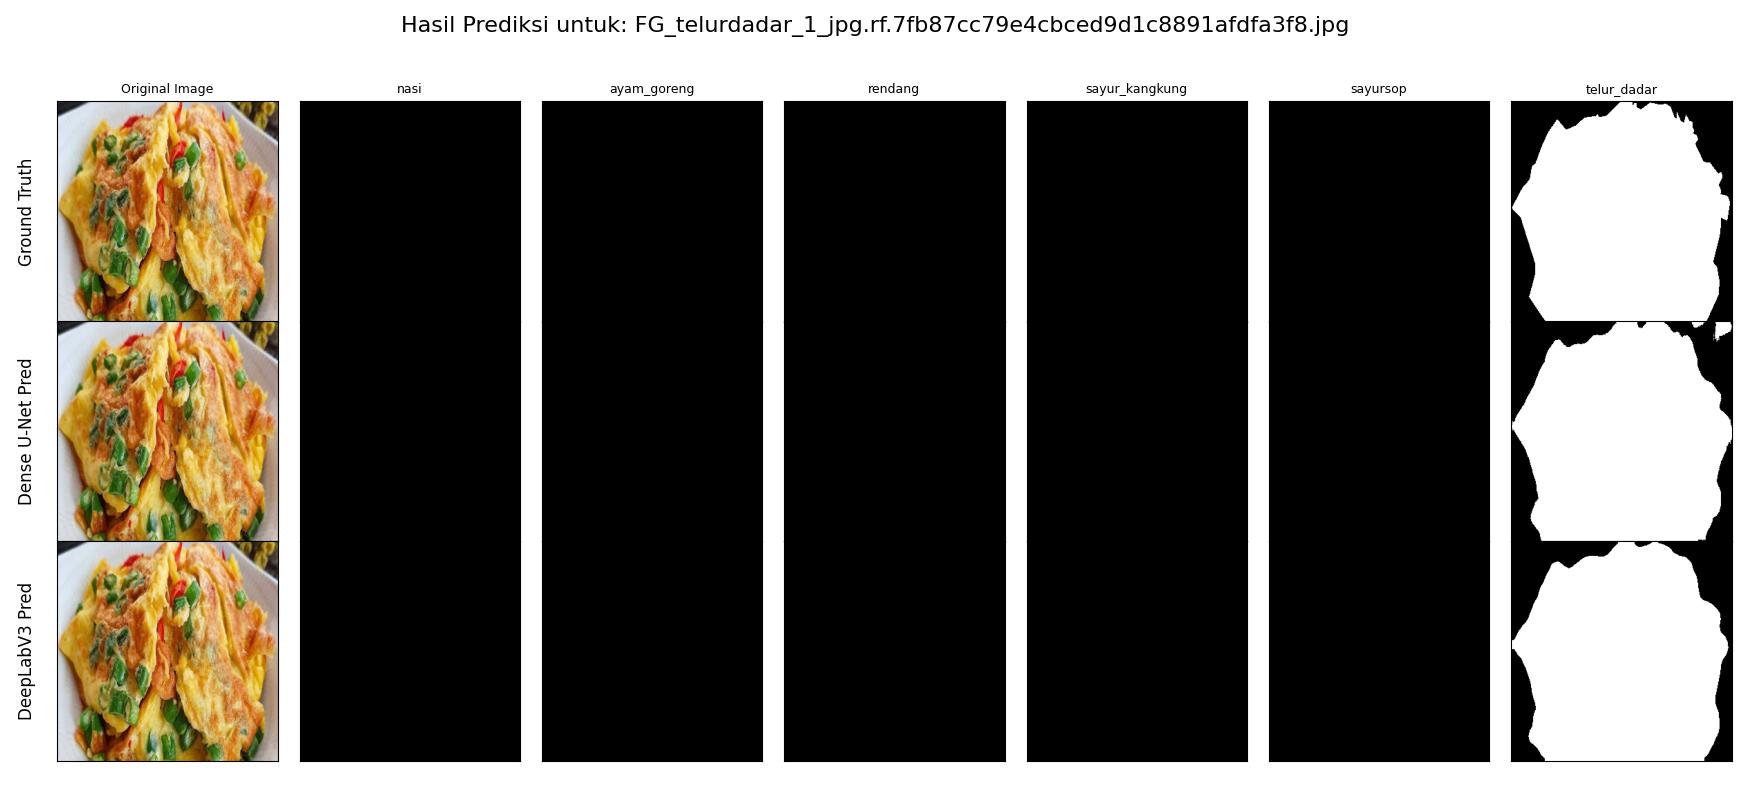 Hasil Prediksi untuk: FG_telurdadar_1_jpg.rf.7fb87cc79e4cbced9d1c8891afdfa3f8.jpg
Original Image
nasi
ayam_goreng
rendang
sayur_kangkung
sayursop
telur_dadar
Ground Truth
Dense U-Net Pred
DeepLabV3 Pred